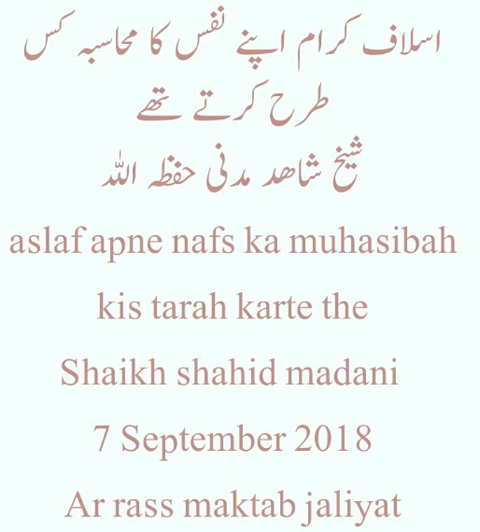 اسلاف کرام اپنے نفس کا محاسبہ کس
طرح کرتے تھے
شیخ شاھد مدنی حفظہ اللہ
aslaf apne nafs ka muhasibah
kis tarah karte the
Shaikh shahid madani
7 September 2018
Ar rass maktab jaliyat